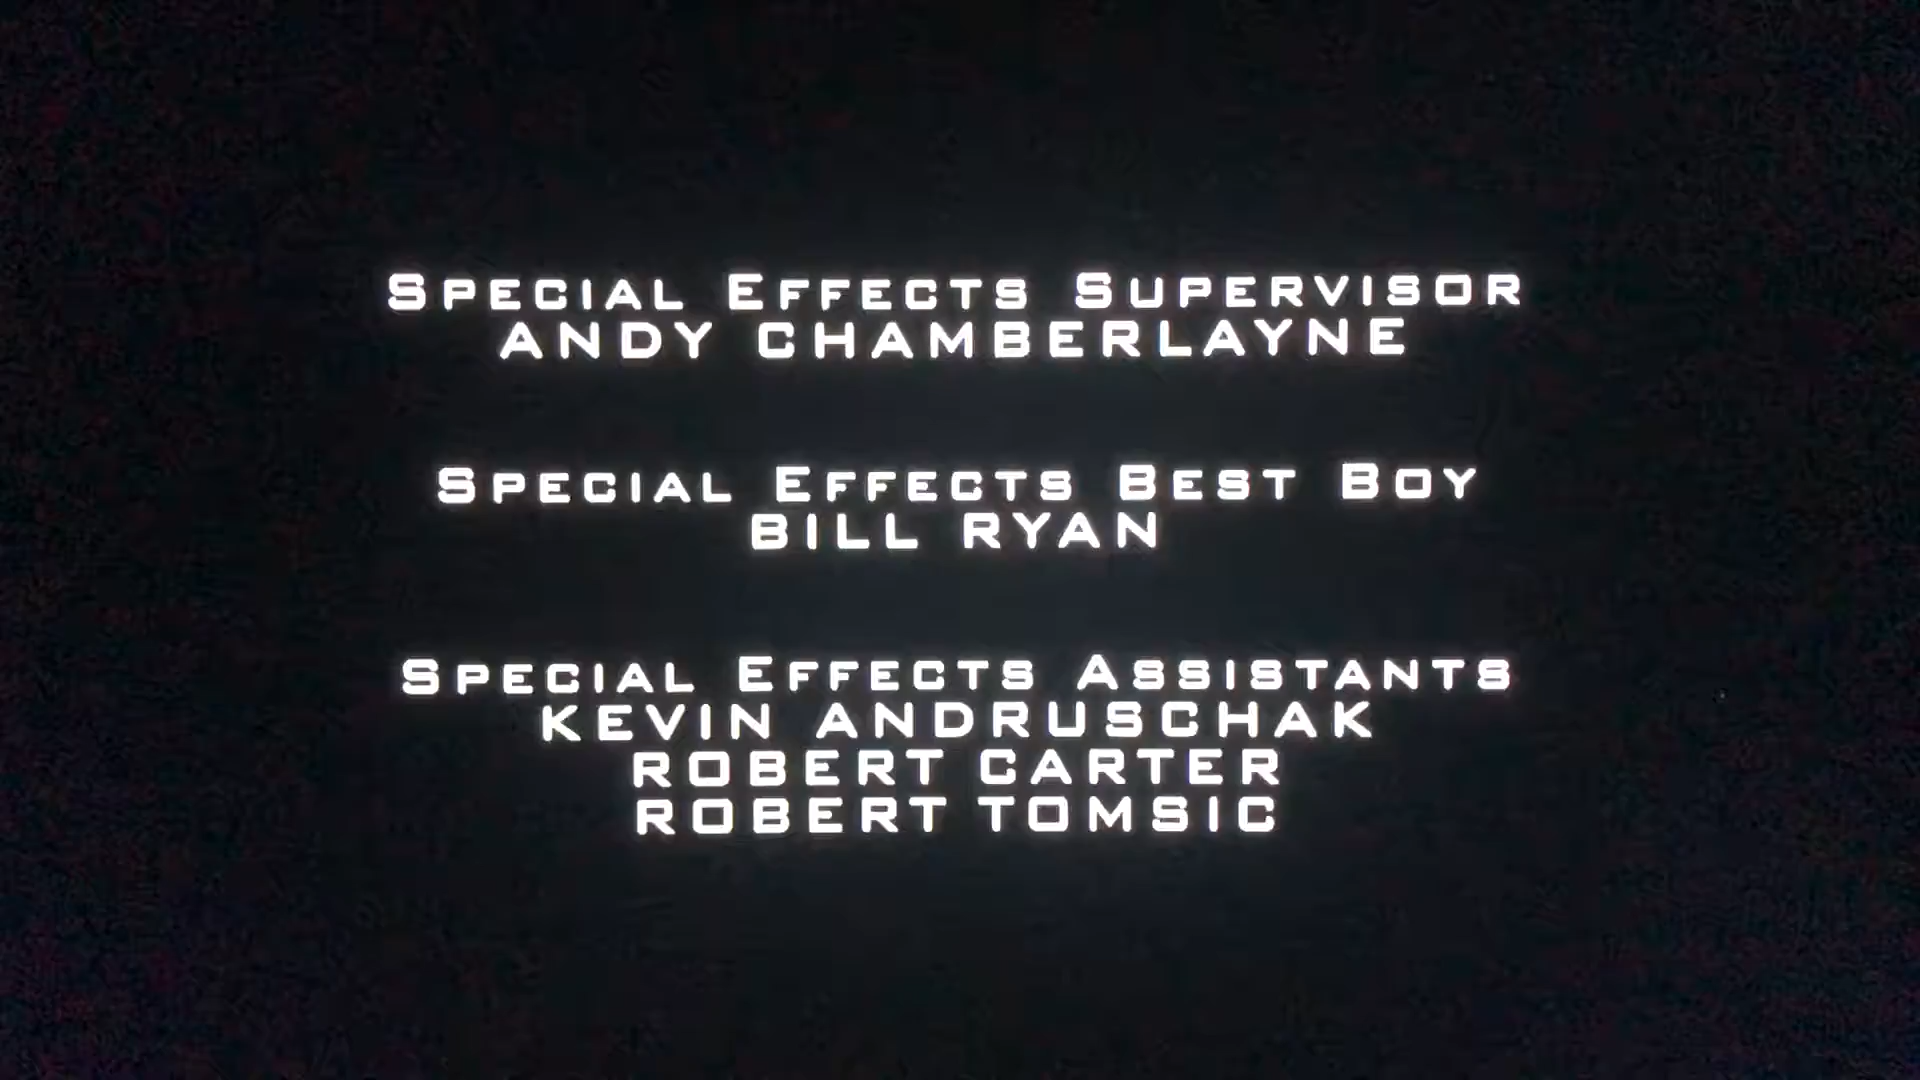 Special Effects Supervisor
ANDY CHAMBERLAYNE
Special Effects Best Boy
BILL RYAN
Special Effects Assistants
KEVIN ANDRUSCHAK
ROBERT CARTER
ROBERT TOMSIC